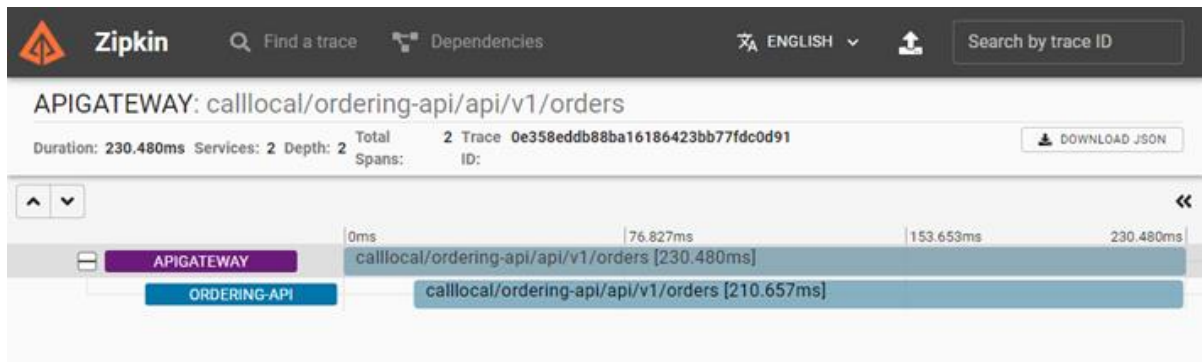 Zipkin Find a trace Dependencies ENGLISH Search by trace ID
APIGATEWAY: calllocal/ordering-api/api/v1/orders
Duration: 230.480ms Services: 2 Depth: 2 Total Spans: 2 Trace ID: 0e358eddb88ba16186423bb77fdc0d91 DOWNLOAD JSON
0ms 76.827ms 153.653ms 230.480ms
APIGATEWAY calllocal/ordering-api/api/v1/orders [230.480ms]
ORDERING-API calllocal/ordering-api/api/v1/orders [210.657ms]